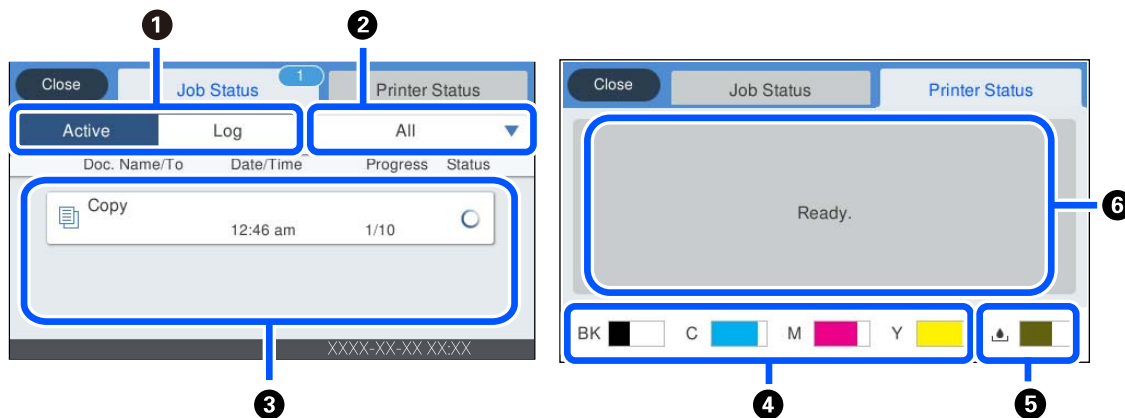 1 2
Close Job Status 1 Printer Status
Active Log All
Doc. Name/To Date/Time Progress Status
Copy
12:46 am 1/10
XXXX-XX-XX XX:XX
3
Close Job Status Printer Status
Ready.
6
BK C M Y
4 5